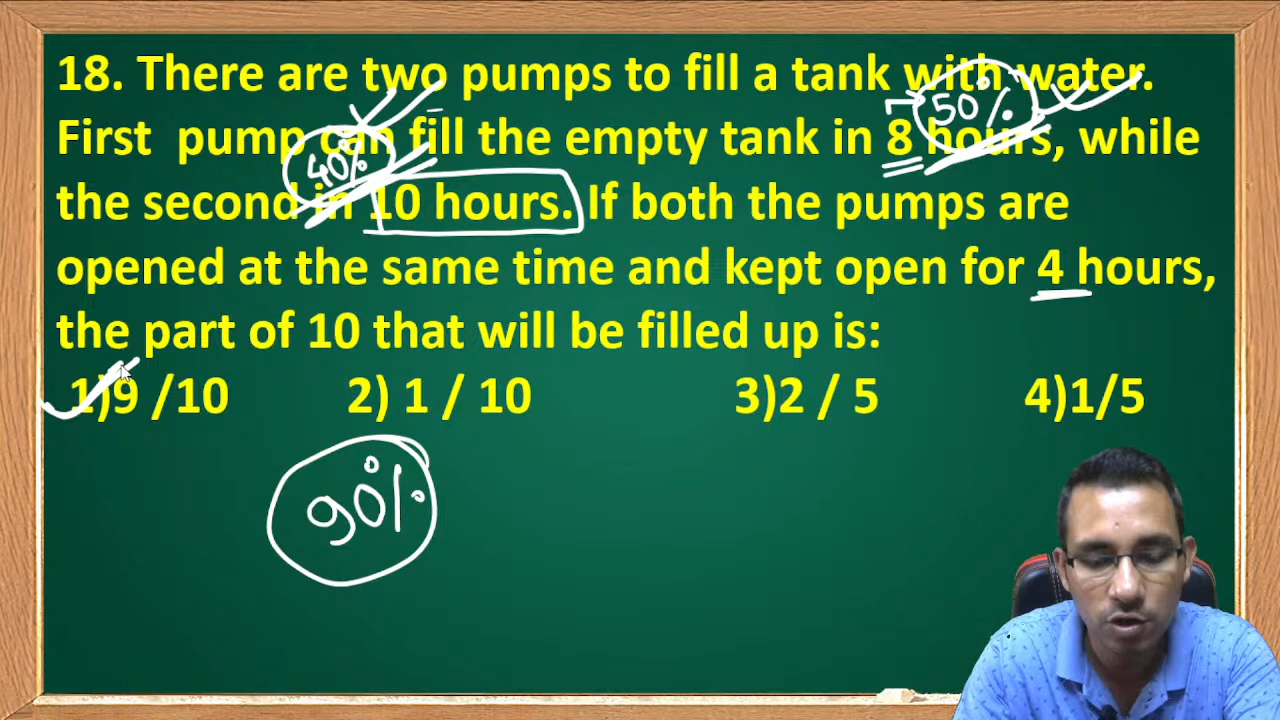 18. There are two pumps to fill a tank with water.
50%
First pump can fill the empty tank in 8 hours, while
40%
the second in 10 hours. If both the pumps are
opened at the same time and kept open for 4 hours,
the part of 10 that will be filled up is:
1)9 /10 2) 1 / 10 3)2 / 5 4)1/5
90%